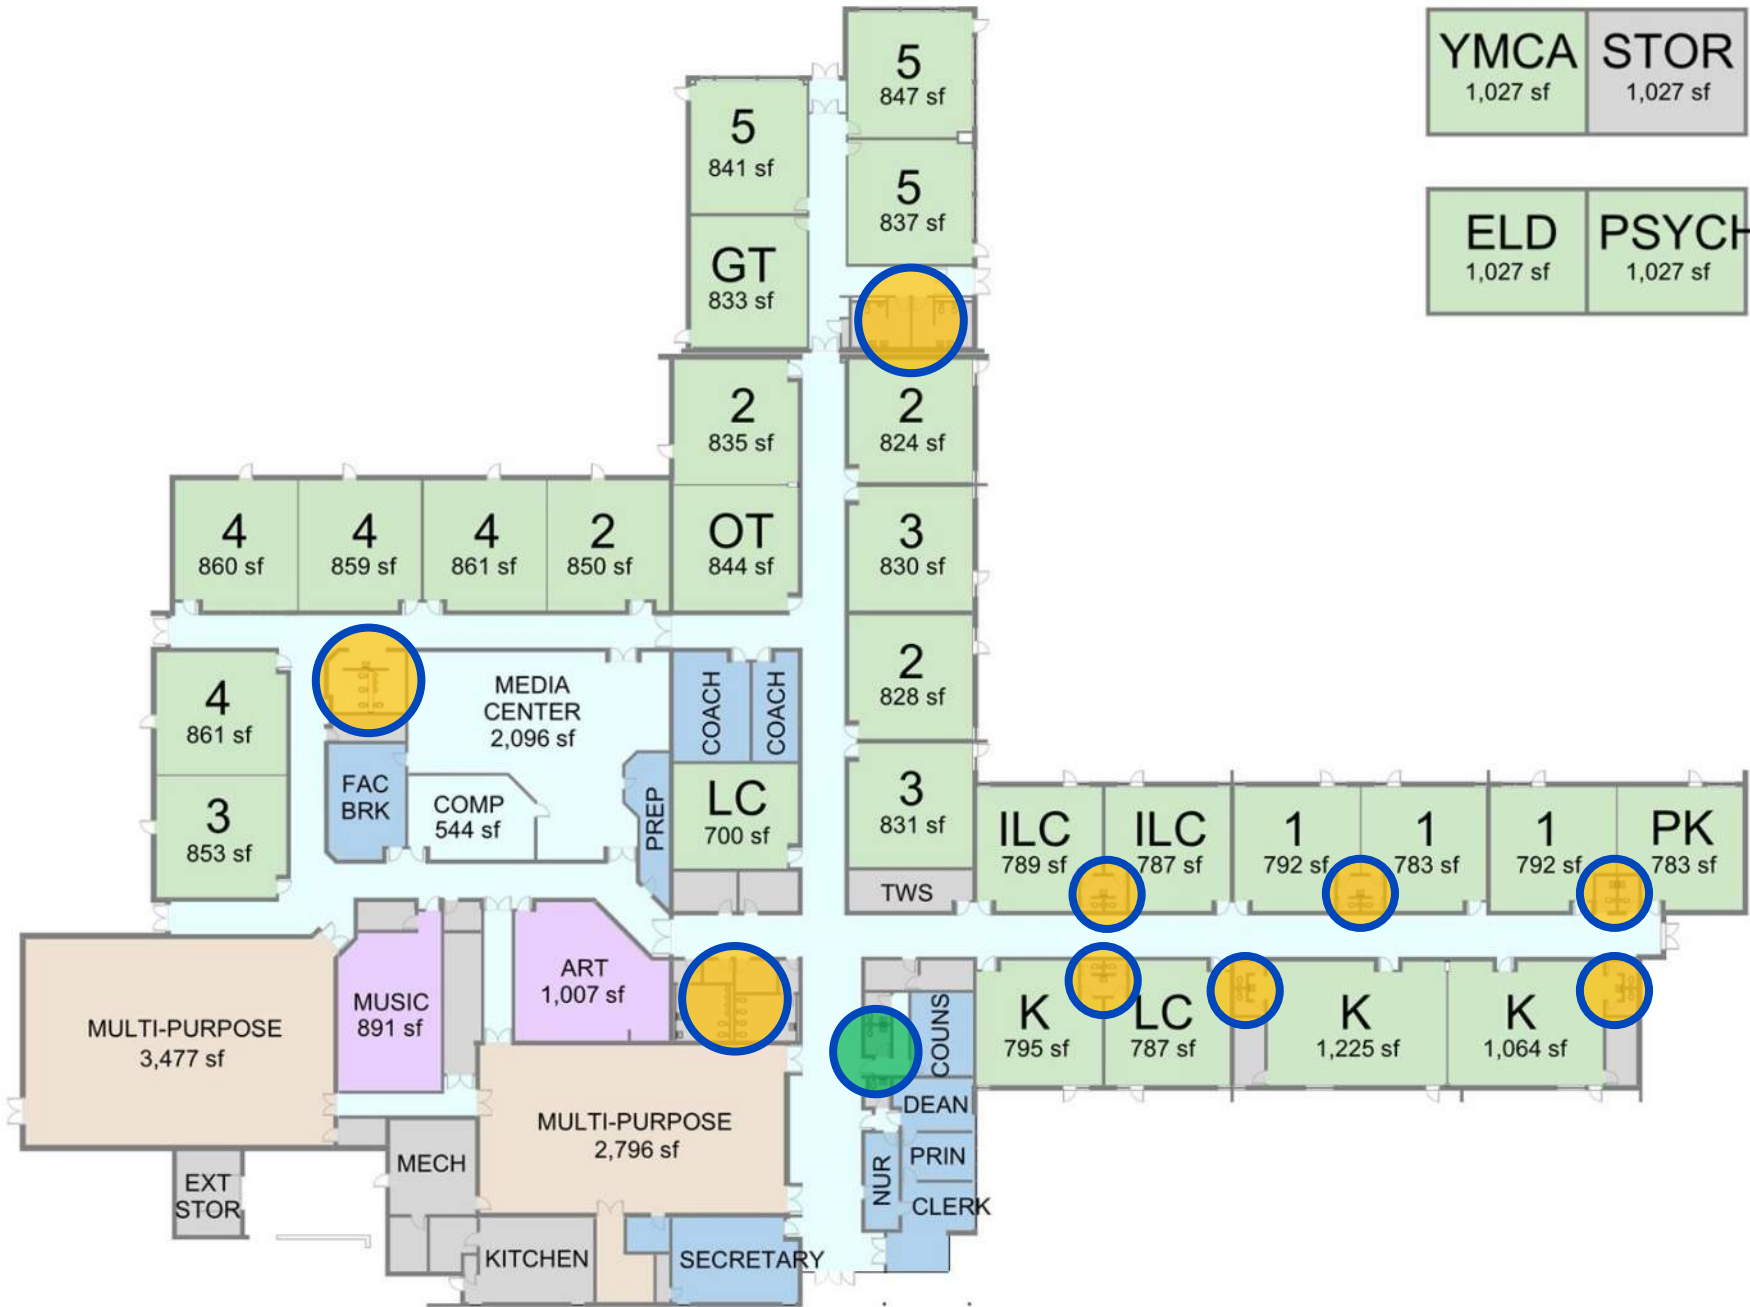 5
847 sf
YMCA
1,027 sf
STOR
1,027 sf
5
841 sf
5
837 sf
ELD
1,027 sf
PSYCH
1,027 sf
GT
833 sf
2
835 sf
2
824 sf
4
860 sf
4
859 sf
4
861 sf
2
850 sf
OT
844 sf
3
830 sf
4
861 sf
MEDIA
CENTER
2,096 sf
COACH
COACH
2
828 sf
3
853 sf
FAC
BRK
COMP
544 sf
PREP
LC
700 sf
3
831 sf
ILC
789 sf
ILC
787 sf
1
792 sf
1
783 sf
1
792 sf
PK
783 sf
TWS
MULTI-PURPOSE
3,477 sf
MUSIC
891 sf
ART
1,007 sf
COUNS
K
795 sf
LC
787 sf
K
1,225 sf
K
1,064 sf
MULTI-PURPOSE
2,796 sf
DEAN
EXT
STOR
MECH
NUR
PRIN
CLERK
KITCHEN
SECRETARY